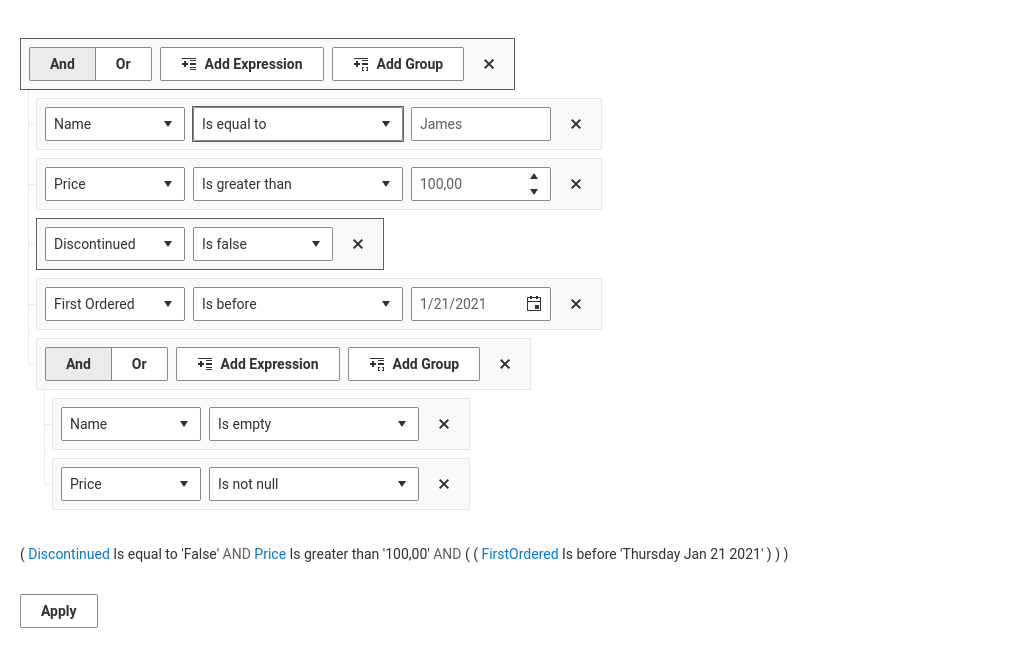 And Or Add Expression Add Group
Name Is equal to James
Price Is greater than 100,00
Discontinued Is false
First Ordered Is before 1/21/2021
And Or Add Expression Add Group
Name Is empty
Price Is not null
( Discontinued Is equal to 'False' AND Price Is greater than '100,00' AND ( ( FirstOrdered Is before 'Thursday Jan 21 2021' ) ) )
Apply